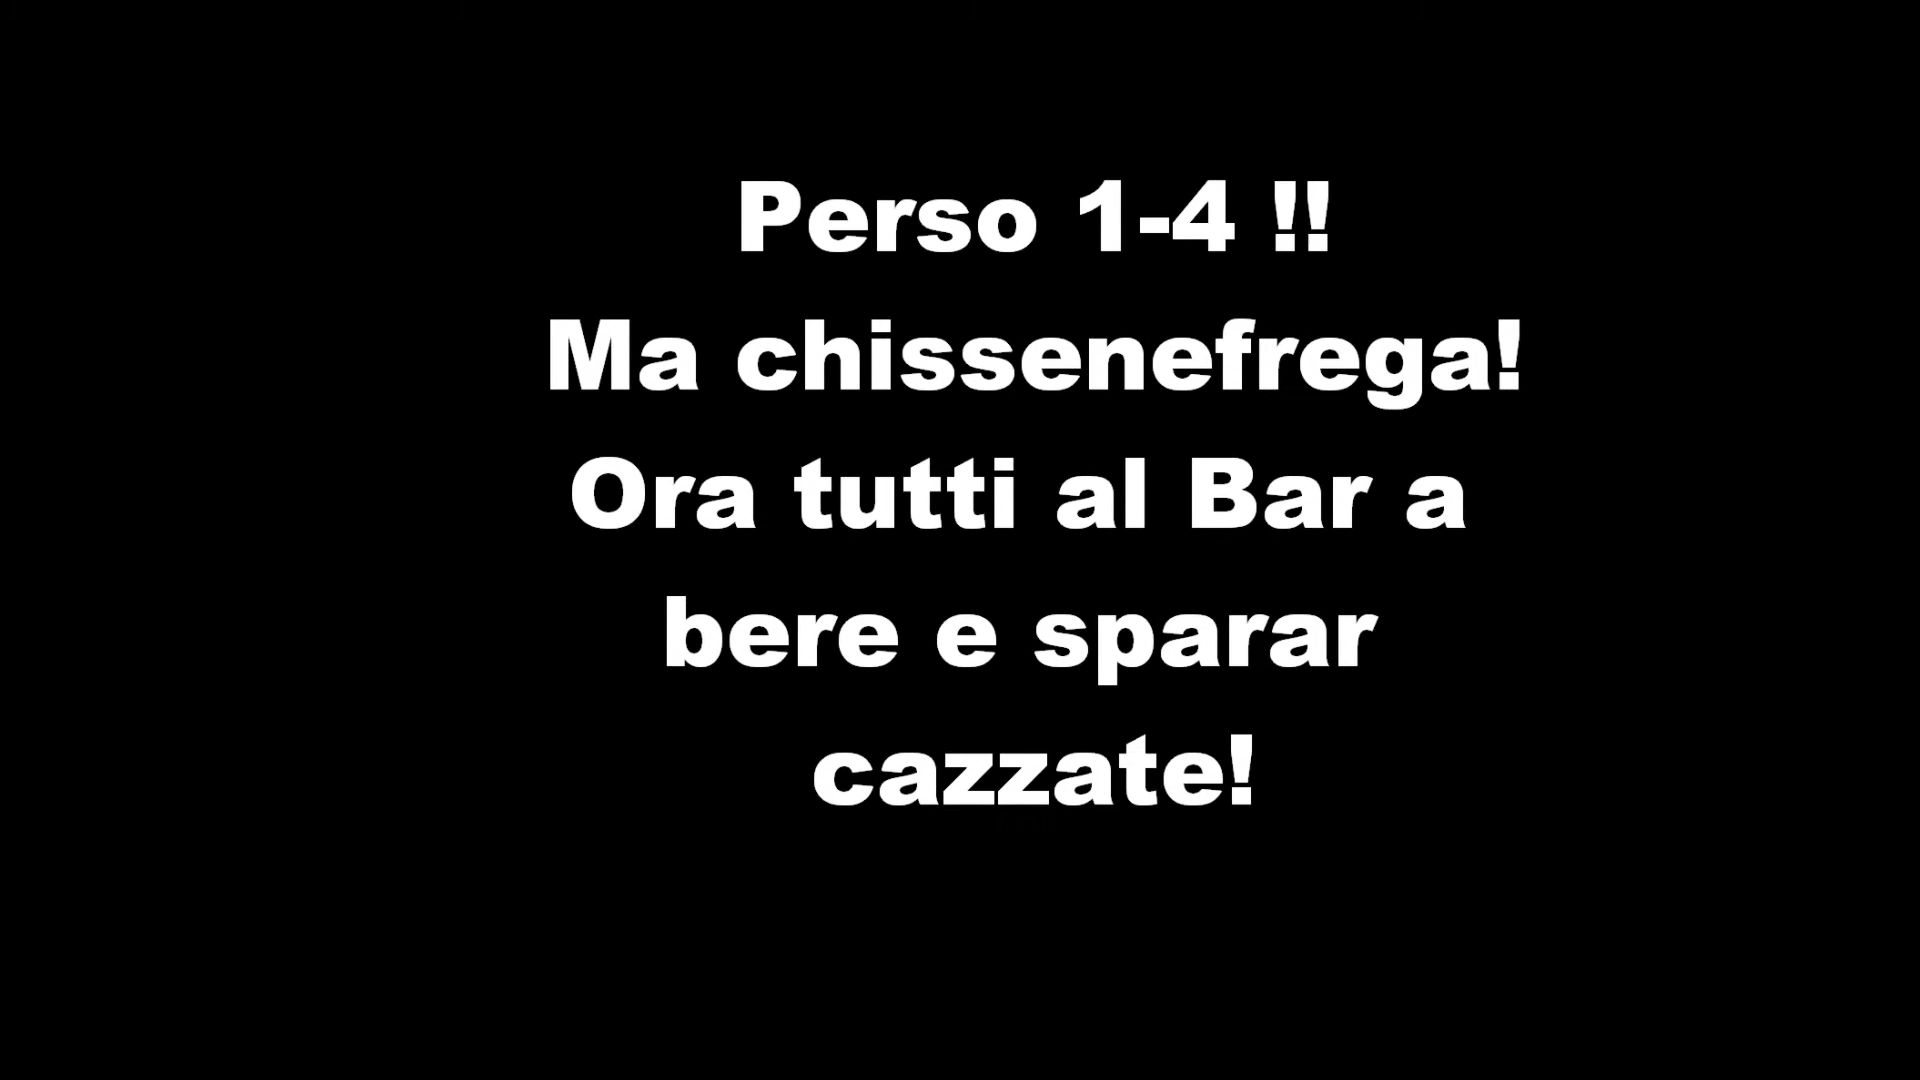 Perso 1-4 !!
Ma chissenefrega!
Ora tutti al Bar a
bere e sparar
cazzate!